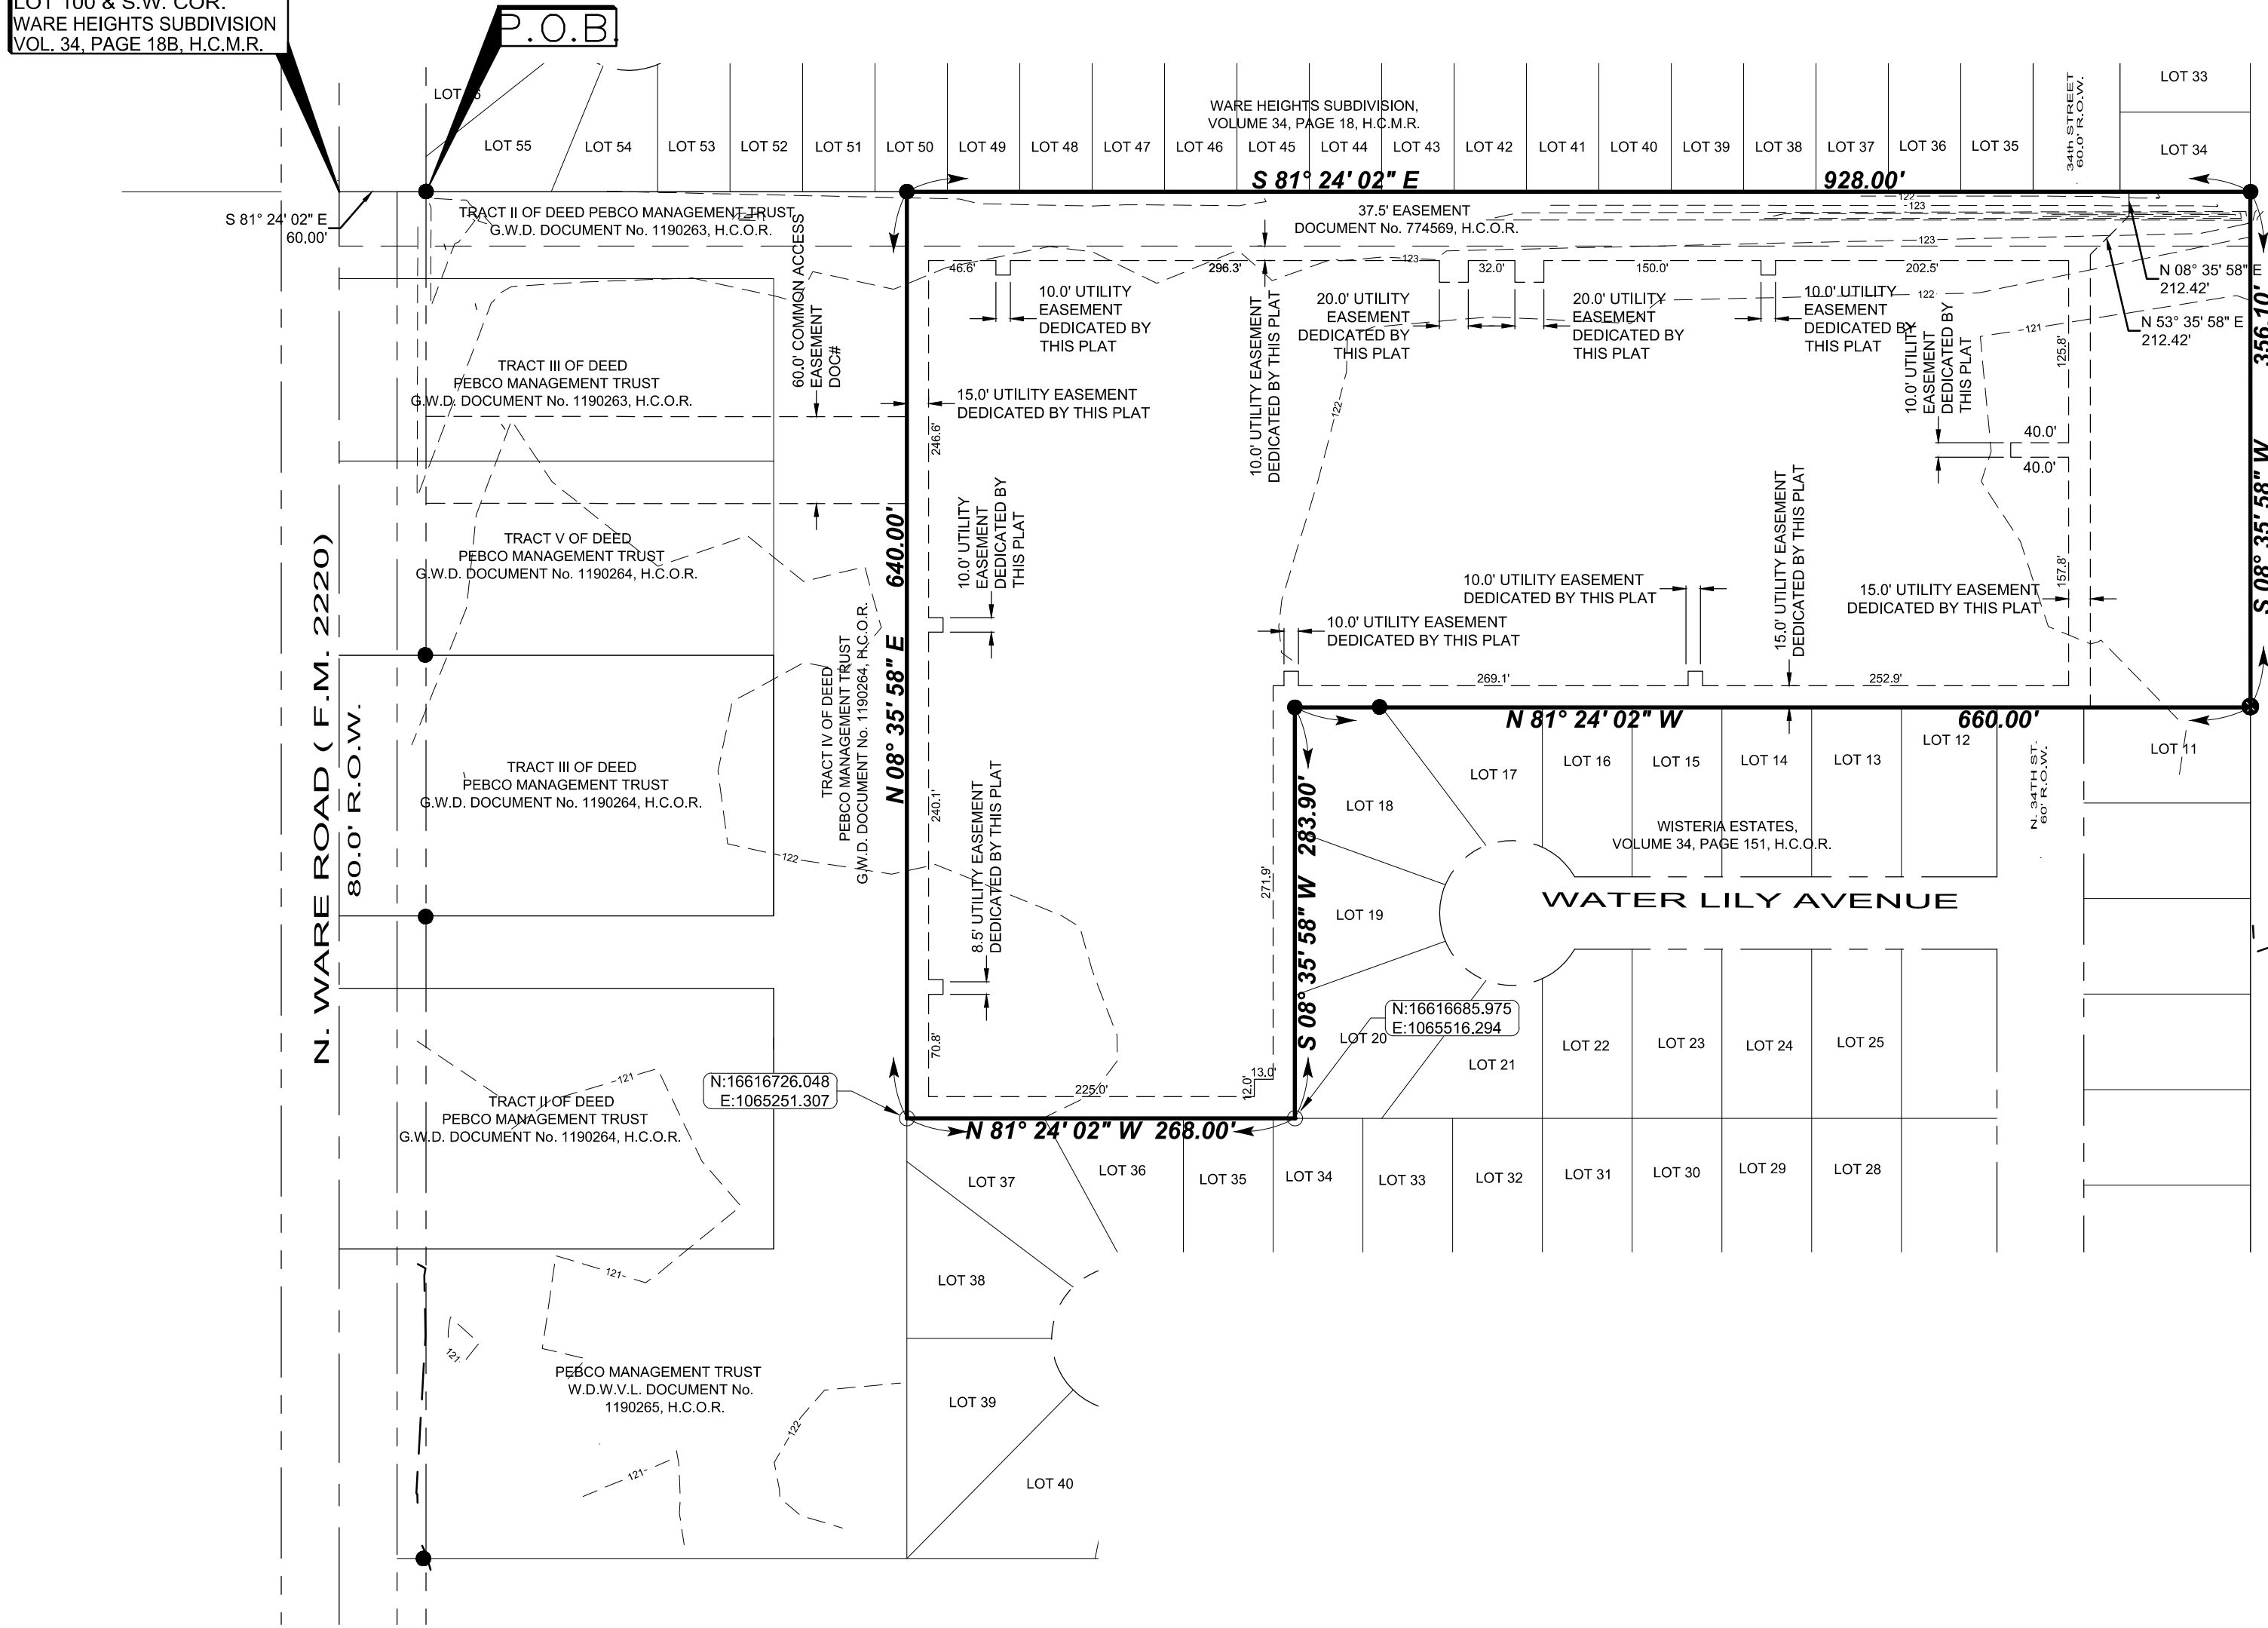 LOT 100 & S.W. COR.
WARE HEIGHTS SUBDIVISION
VOL. 34, PAGE 18B, H.C.M.R.
P.O.B.
LOT
LOT 55
LOT 54
LOT 53
LOT 52
LOT 51
LOT 50
LOT 49
LOT 48
LOT 47
LOT 46
LOT 45
LOT 44
LOT 43
LOT 42
LOT 41
LOT 40
LOT 39
LOT 38
LOT 37
LOT 36
LOT 35
WARE HEIGHTS SUBDIVISION,
VOLUME 34, PAGE 18, H.C.M.R.
34th STREET
60.0' R.O.W.
LOT 33
LOT 34
S 81° 24' 02" E
60.00'
S 81° 24' 02" E 928.00'
TRACT II OF DEED PEBCO MANAGEMENT TRUST
G.W.D. DOCUMENT No. 1190263, H.C.O.R.
37.5' EASEMENT
DOCUMENT No. 774569, H.C.O.R.
122
123
123
123
122
121
122
N 08° 35' 58" E
212.42'
N 53° 35' 58" E
212.42'
356.10'
S 08° 35' 58" W
60.0' COMMON ACCESS
EASEMENT
DOC#
46.6'
296.3'
32.0'
150.0'
202.5'
10.0' UTILITY
EASEMENT
DEDICATED BY
THIS PLAT
10.0' UTILITY EASEMENT
DEDICATED BY THIS PLAT
20.0' UTILITY
EASEMENT
DEDICATED BY
THIS PLAT
20.0' UTILITY
EASEMENT
DEDICATED BY
THIS PLAT
10.0' UTILITY
EASEMENT
DEDICATED BY
THIS PLAT
10.0' UTILITY
EASEMENT
DEDICATED BY
THIS PLAT
125.8'
40.0'
40.0'
157.8'
TRACT III OF DEED
PEBCO MANAGEMENT TRUST
G.W.D. DOCUMENT No. 1190263, H.C.O.R.
15.0' UTILITY EASEMENT
DEDICATED BY THIS PLAT
246.6'
N 08° 35' 58" E 640.00'
10.0' UTILITY
EASEMENT
DEDICATED BY
THIS PLAT
TRACT V OF DEED
PEBCO MANAGEMENT TRUST
G.W.D. DOCUMENT No. 1190264, H.C.O.R.
N. WARE ROAD ( F.M. 2220)
80.0' R.O.W.
TRACT IV OF DEED
PEBCO MANAGEMENT TRUST
G.W.D. DOCUMENT No. 1190264, H.C.O.R.
10.0' UTILITY EASEMENT
DEDICATED BY THIS PLAT
10.0' UTILITY EASEMENT
DEDICATED BY THIS PLAT
15.0' UTILITY EASEMENT
DEDICATED BY THIS PLAT
15.0' UTILITY EASEMENT
DEDICATED BY THIS PLAT
269.1'
252.9'
N 81° 24' 02" W 660.00'
TRACT III OF DEED
PEBCO MANAGEMENT TRUST
G.W.D. DOCUMENT No. 1190264, H.C.O.R.
122
240.1'
8.5' UTILITY EASEMENT
DEDICATED BY THIS PLAT
271.9'
S 08° 35' 58" W 283.90'
LOT 18
LOT 17
LOT 16
LOT 15
LOT 14
LOT 13
LOT 12
N. 34TH ST.
60' R.O.W.
LOT 11
WISTERIA ESTATES,
VOLUME 34, PAGE 151, H.C.O.R.
WATER LILY AVENUE
LOT 19
LOT 20
LOT 21
LOT 22
LOT 23
LOT 24
LOT 25
N:16616685.975
E:1065516.294
70.8'
N:16616726.048
E:1065251.307
225.0'
12.0'
13.0'
N 81° 24' 02" W 268.00'
121
TRACT II OF DEED
PEBCO MANAGEMENT TRUST
G.W.D. DOCUMENT No. 1190264, H.C.O.R.
LOT 37
LOT 36
LOT 35
LOT 34
LOT 33
LOT 32
LOT 31
LOT 30
LOT 29
LOT 28
121
LOT 38
121
PEBCO MANAGEMENT TRUST
W.D.W.V.L. DOCUMENT No.
1190265, H.C.O.R.
LOT 39
122
121
LOT 40